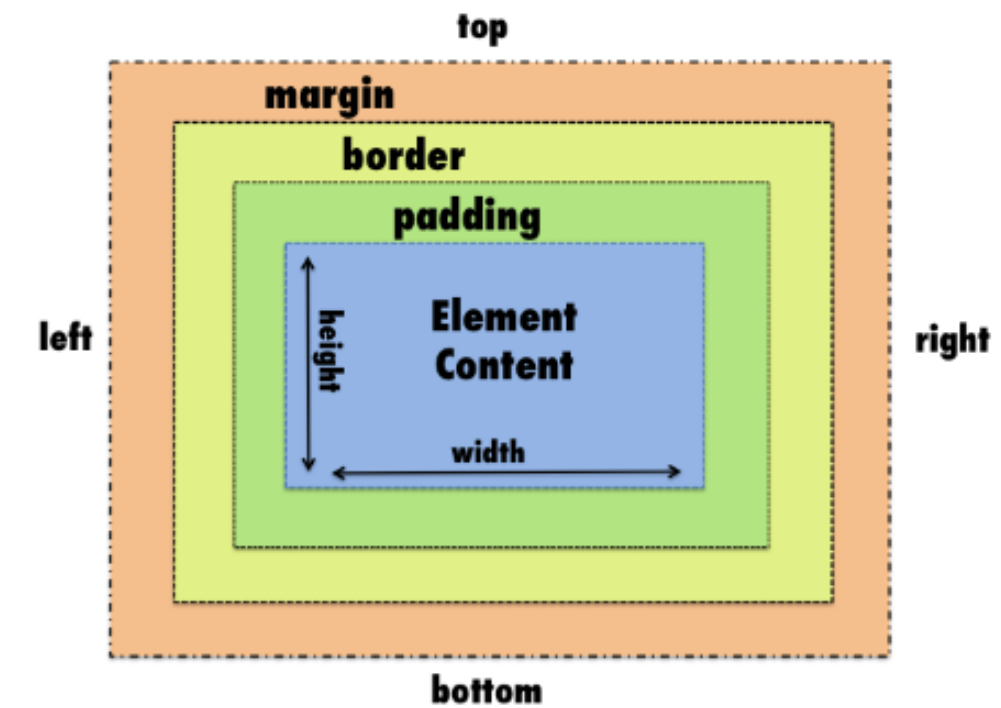 top
margin
border
padding
Element
Content
height
width
left
right
bottom